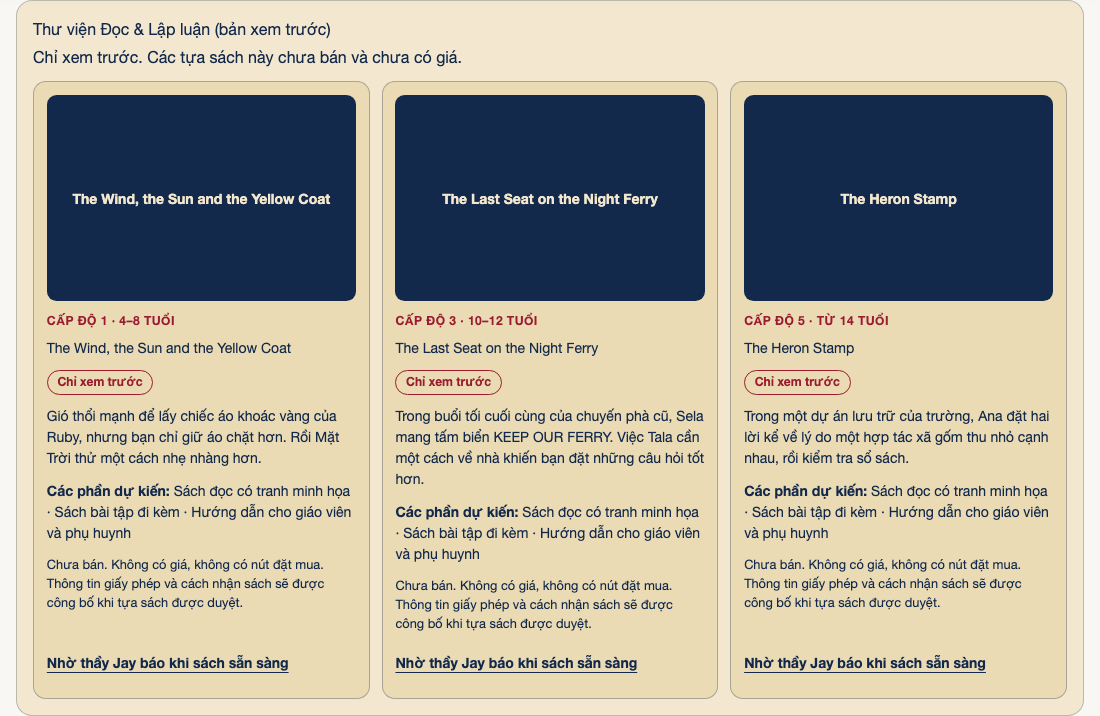 Thư viện Đọc & Lập luận (bản xem trước)
Chỉ xem trước. Các tựa sách này chưa bán và chưa có giá.
The Wind, the Sun and the Yellow Coat
CẤP ĐỘ 1 · 4–8 TUỔI
The Wind, the Sun and the Yellow Coat
Chỉ xem trước
Gió thổi mạnh để lấy chiếc áo khoác vàng của
Ruby, nhưng bạn chỉ giữ áo chặt hơn. Rồi Mặt
Trời thử một cách nhẹ nhàng hơn.
Các phần dự kiến: Sách đọc có tranh minh họa
· Sách bài tập đi kèm · Hướng dẫn cho giáo viên
và phụ huynh
Chưa bán. Không có giá, không có nút đặt mua.
Thông tin giấy phép và cách nhận sách sẽ được
công bố khi tựa sách được duyệt.
Nhờ thầy Jay báo khi sách sẵn sàng
The Last Seat on the Night Ferry
CẤP ĐỘ 3 · 10–12 TUỔI
The Last Seat on the Night Ferry
Chỉ xem trước
Trong buổi tối cuối cùng của chuyến phà cũ, Sela
mang tấm biển KEEP OUR FERRY. Việc Tala cần
một cách về nhà khiến bạn đặt những câu hỏi tốt
hơn.
Các phần dự kiến: Sách đọc có tranh minh họa
· Sách bài tập đi kèm · Hướng dẫn cho giáo viên
và phụ huynh
Chưa bán. Không có giá, không có nút đặt mua.
Thông tin giấy phép và cách nhận sách sẽ được
công bố khi tựa sách được duyệt.
Nhờ thầy Jay báo khi sách sẵn sàng
The Heron Stamp
CẤP ĐỘ 5 · TỪ 14 TUỔI
The Heron Stamp
Chỉ xem trước
Trong một dự án lưu trữ của trường, Ana đặt hai
lời kể về lý do một hợp tác xã gốm thu nhỏ cạnh
nhau, rồi kiểm tra sổ sách.
Các phần dự kiến: Sách đọc có tranh minh họa
· Sách bài tập đi kèm · Hướng dẫn cho giáo viên
và phụ huynh
Chưa bán. Không có giá, không có nút đặt mua.
Thông tin giấy phép và cách nhận sách sẽ được
công bố khi tựa sách được duyệt.
Nhờ thầy Jay báo khi sách sẵn sàng